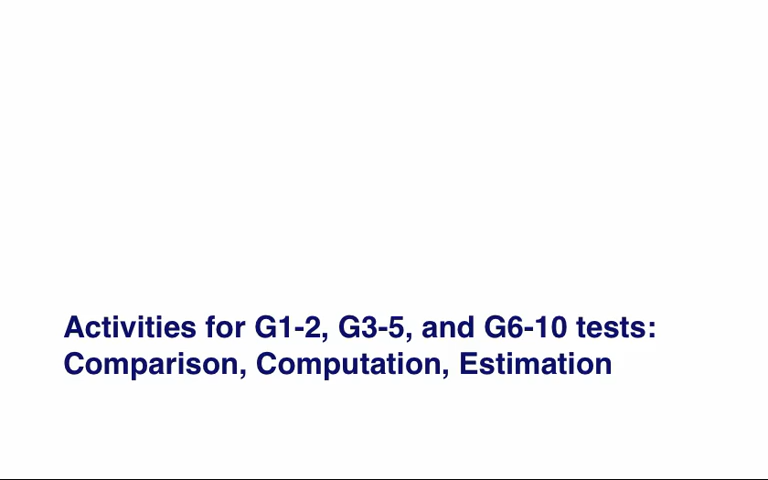 Activities for G1-2, G3-5, and G6-10 tests:
Comparison, Computation, Estimation